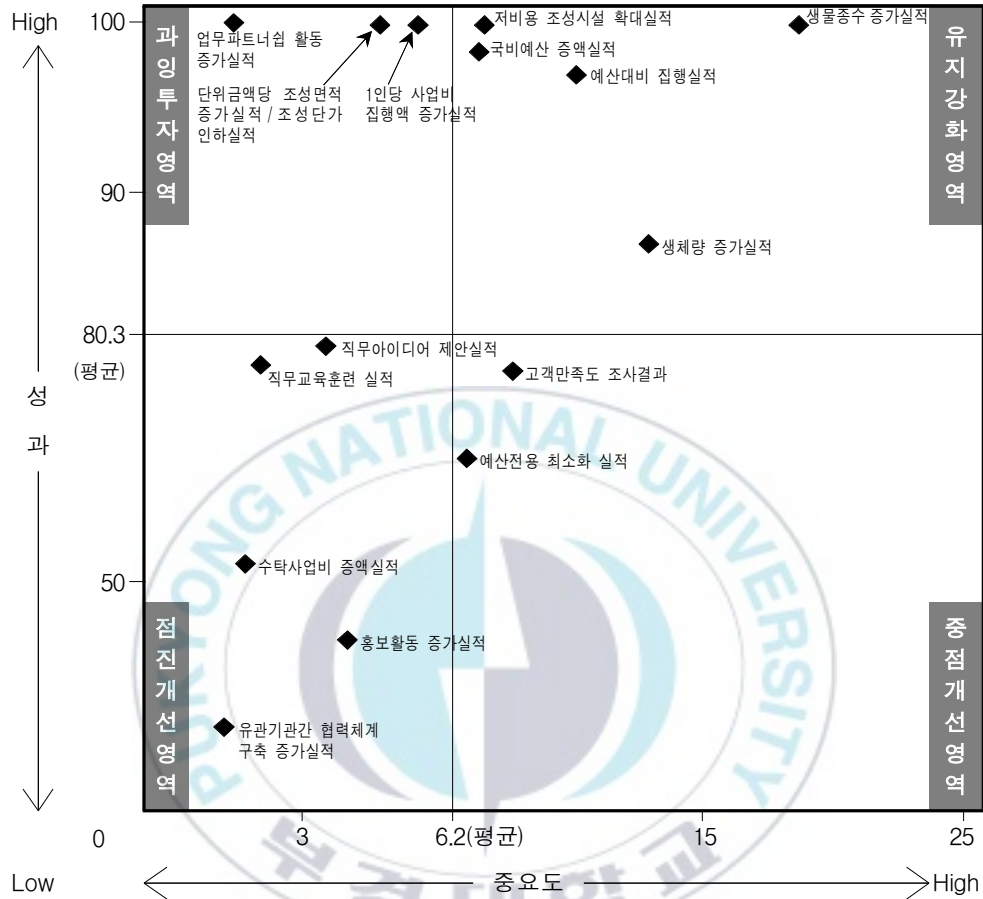 High
100
과잉투자영역
업무파트너쉽 활동
증가실적
단위금액당 조성면적
증가실적 / 조성단가
인하실적
1인당 사업비
집행액 증가실적
저비용 조성시설 확대실적
국비예산 증액실적
예산대비 집행실적
생물종수 증가실적
유지강화영역
90
생체량 증가실적
80.3
(평균)
직무아이디어 제안실적
직무교육훈련 실적
고객만족도 조사결과
성과
예산전용 최소화 실적
50
수탁사업비 증액실적
홍보활동 증가실적
유관기관간 협력체계
구축 증가실적
점진개선영역
중점개선영역
PUKYONG NATIONAL UNIVERSITY
부경대학교
0
3
6.2(평균)
15
25
Low
중요도
High